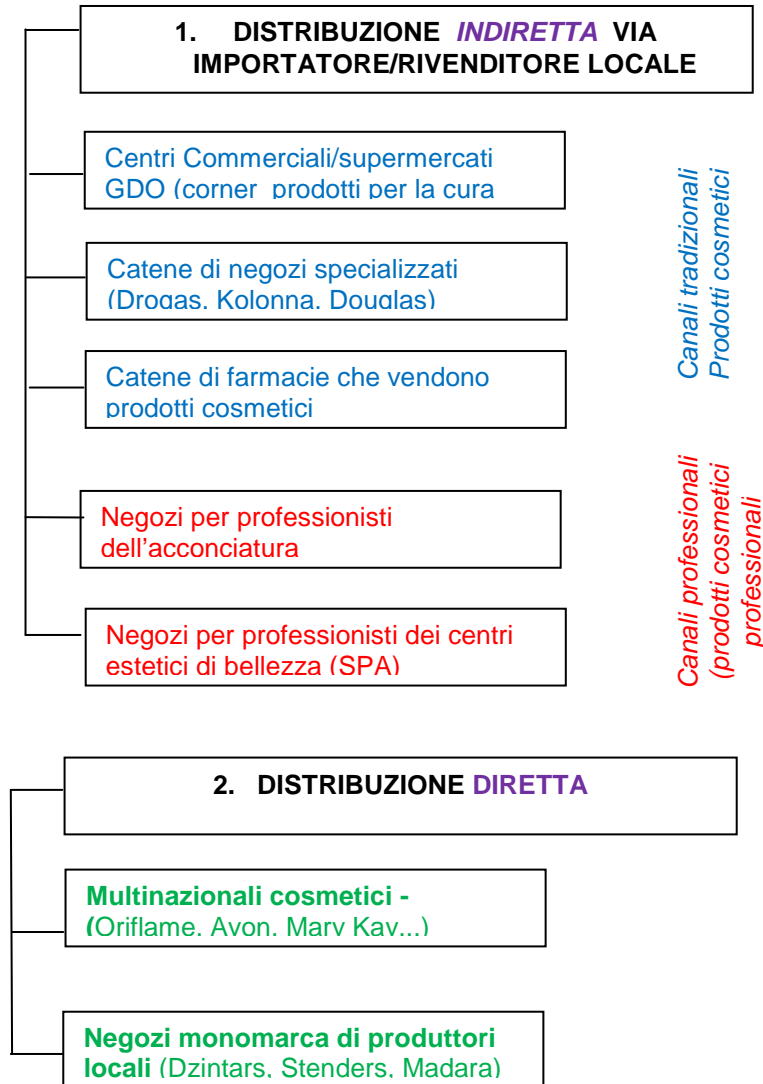 1. DISTRIBUZIONE INDIRETTA VIA
IMPORTATORE/RIVENDITORE LOCALE
Centri Commerciali/supermercati
GDO (corner prodotti per la cura
Catene di negozi specializzati
(Drogas, Kolonna, Douglas)
Catene di farmacie che vendono
prodotti cosmetici
Canali tradizionali
Prodotti cosmetici
Negozi per professionisti
dell'acconciatura
Negozi per professionisti dei centri
estetici di bellezza (SPA)
Canali professionali
(prodotti cosmetici
professionali
2. DISTRIBUZIONE DIRETTA
Multinazionali cosmetici -
(Oriflame, Avon, Mary Kay...)
Negozi monomarca di produttori
locali (Dzintars, Stenders, Madara)